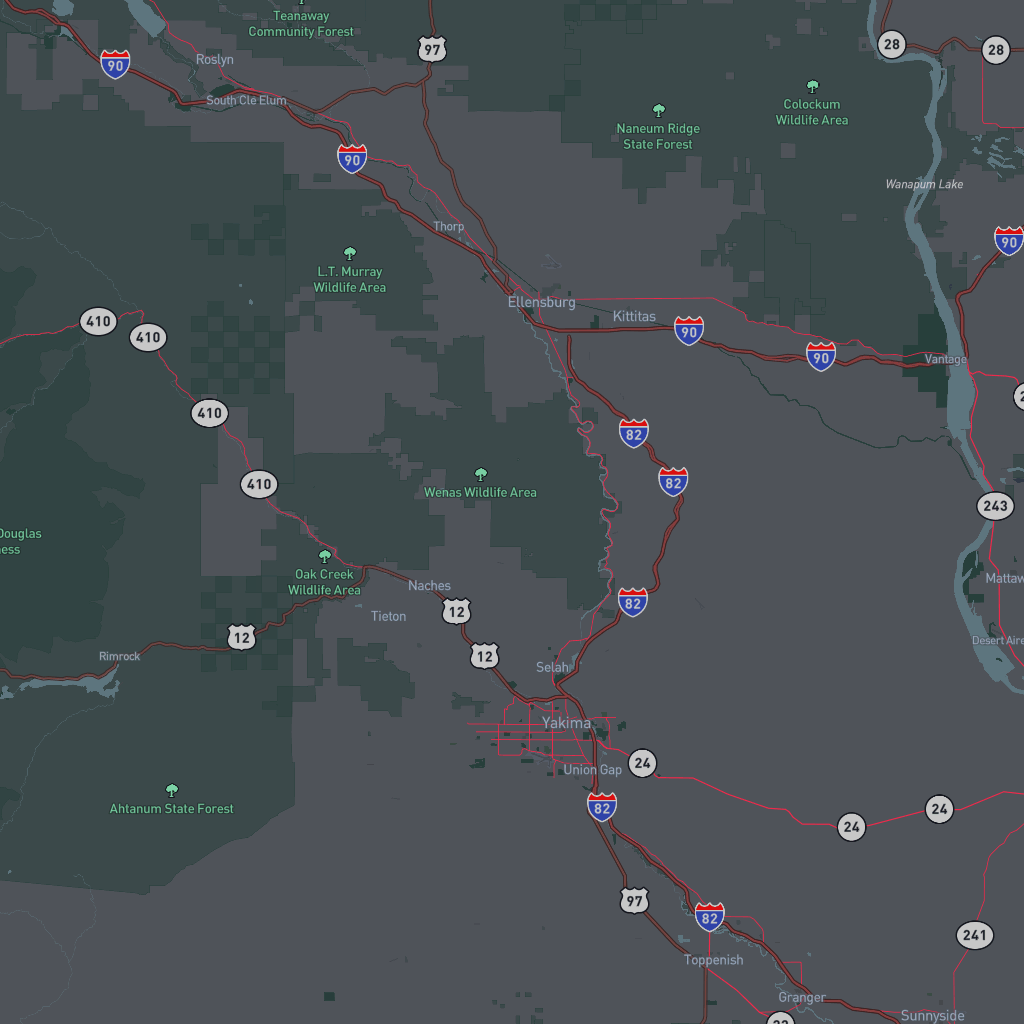 Teanaway
Community Forest
97
28
28
90
Roslyn
South Cle Elum
Colockum
Wildlife Area
Naneum Ridge
State Forest
90
Wanapum Lake
Thorp
90
L.T. Murray
Wildlife Area
Ellensburg
Kittitas
410
410
90
90
Vantage
410
82
82
410
Wenas Wildlife Area
243
Douglas
Oak Creek
Wildlife Area
Naches
82
Tieton
12
12
12
Desert Aire
Rimrock
Selah
Yakima
Union Gap
24
Ahtanum State Forest
82
24
24
97
82
241
Toppenish
Granger
Sunnyside